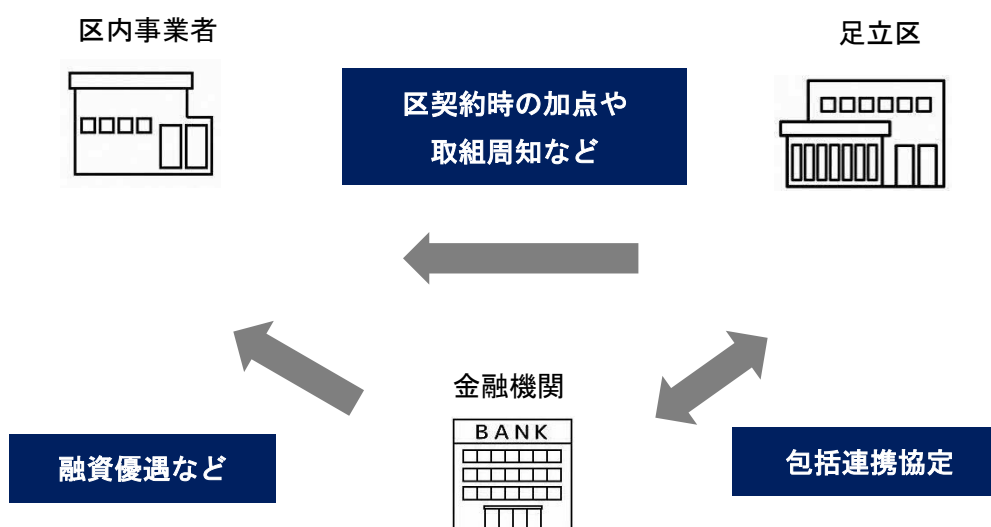 区内事業者
足立区
区契約時の加点や
取組周知など
金融機関
BANK
融資優遇など
包括連携協定